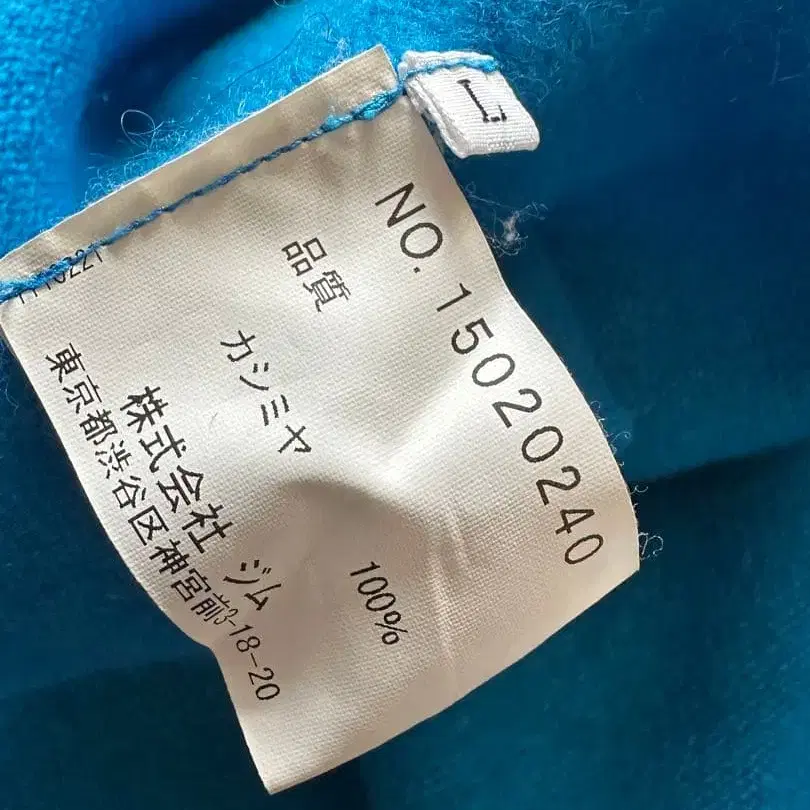 L
NO. 15020240
品質
カシミヤ 100%
株式会社 ジム
東京都渋谷区神宮前3-18-20